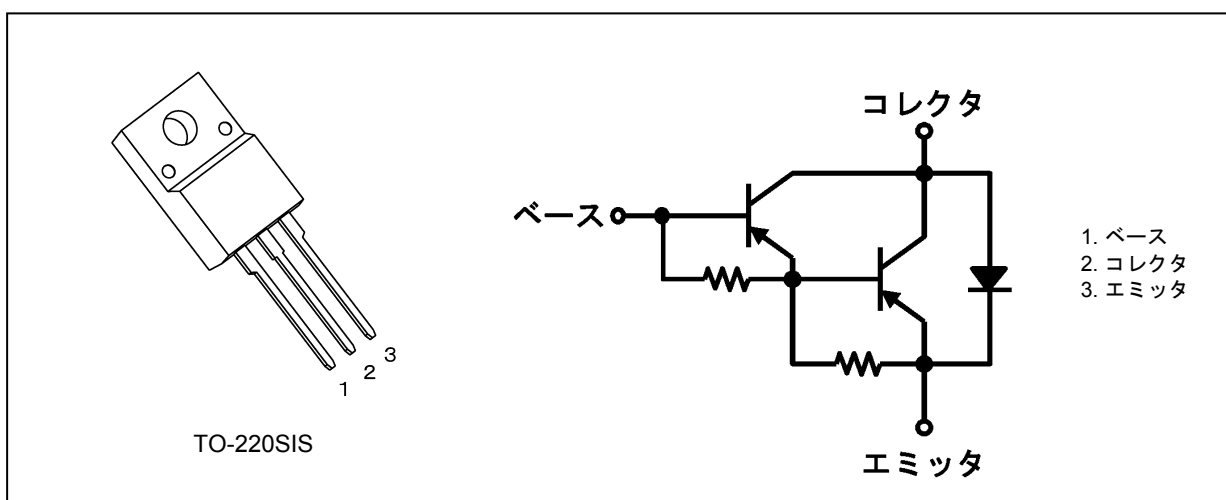 1
2
3
TO-220SIS
コレクタ
ベース
エミッタ
1. ベース
2. コレクタ
3. エミッタ